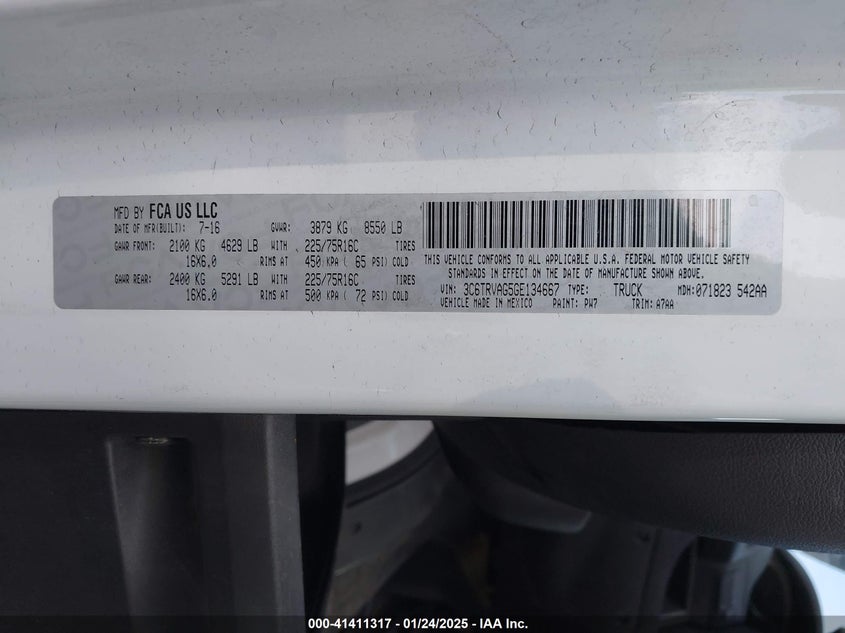 MFD BY FCA US LLC
DATE OF MFR(BUILT): 7-16 GVWR: 3879 KG 8550 LB
GAWR FRONT: 2100 KG 4629 LB WITH 225/75R16C TIRES
16X6.0 RIMS AT 450 KPA ( 65 PSI) COLD
GAWR REAR: 2400 KG 5291 LB WITH 225/75R16C TIRES
16X6.0 RIMS AT 500 KPA ( 72 PSI) COLD
THIS VEHICLE CONFORMS TO ALL APPLICABLE U.S.A. FEDERAL MOTOR VEHICLE SAFETY
STANDARDS IN EFFECT ON THE DATE OF MANUFACTURE SHOWN ABOVE.
VIN: 3C6TRVAG5GE134667 TYPE: TRUCK MDH:071823 542AA
VEHICLE MADE IN MEXICO PAINT: PW7 TRIM: A7AA
000-41411317 - 01/24/2025 - IAA Inc.